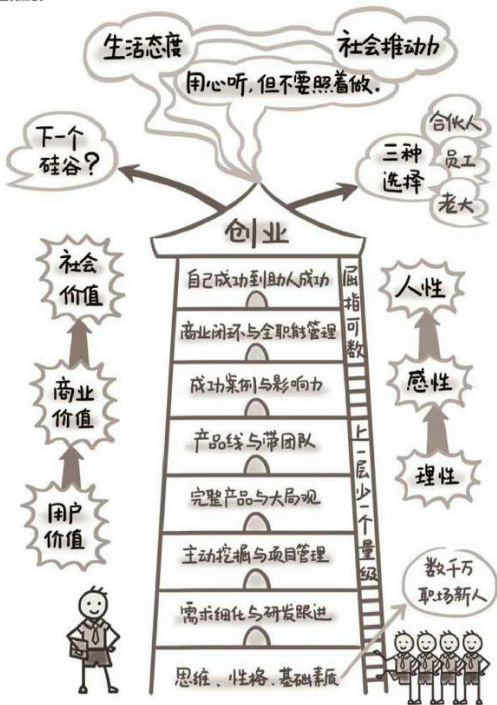 生活态度
社会推动力
用心听,但不要照着做.
下一个
硅谷?
三种
选择
合伙人
员工
老大
创业
自己成功到助人成功
商业闭环与全职能管理
成功案例与影响力
产品线与带团队
完整产品与大局观
主动挖掘与项目管理
需求细化与研发跟进
思维、性格、基础素质
屈指可数
上一层少一个量级
社会
价值
商业
价值
用户
价值
人性
感性
理性
数千万
职场新人